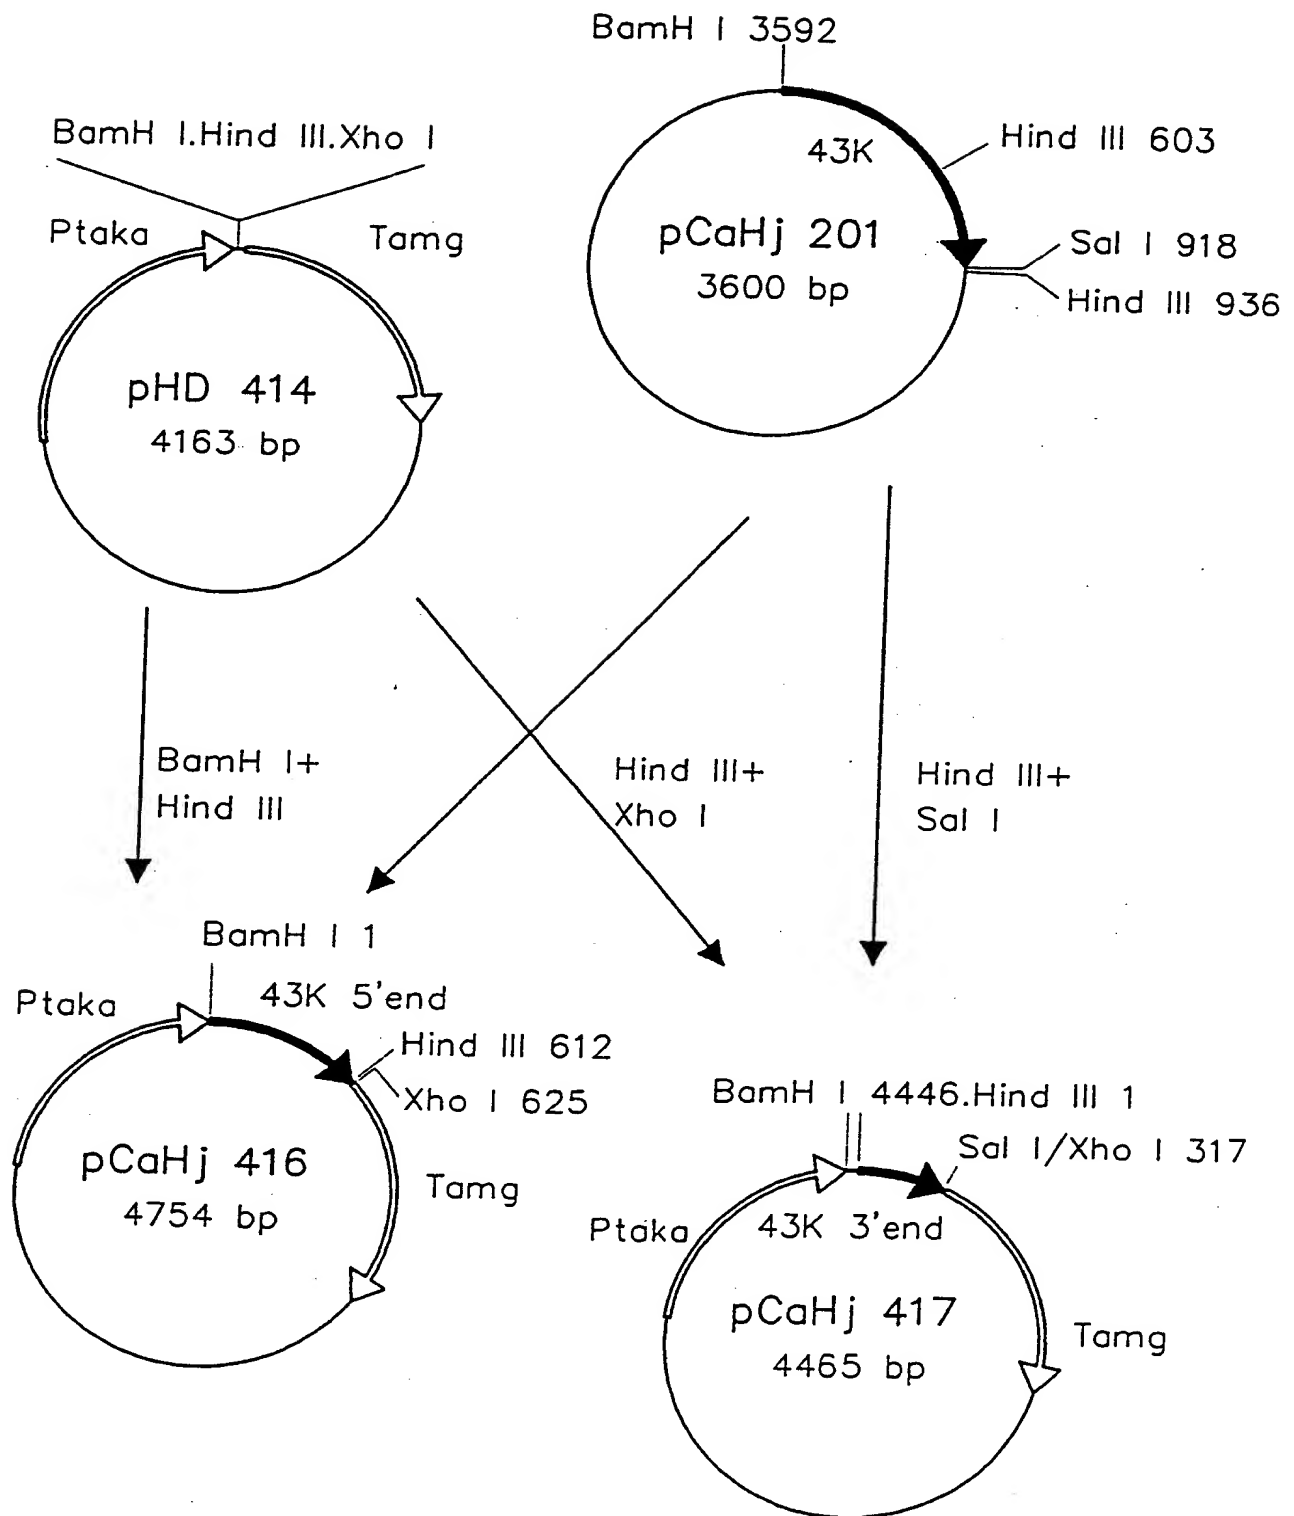 BamH I 3592
BamH I.Hind III.Xho I
Hind III 603
43K
Ptaka
Tamg
pCaHj 201
3600 bp
Sal I 918
Hind III 936
pHD 414
4163 bp
BamH I+
Hind III
Hind III+
Xho I
Hind III+
Sal I
BamH I 1
Ptaka
43K 5'end
Hind III 612
Xho I 625
pCaHj 416
4754 bp
Tamg
BamH I 4446.Hind III 1
Sal I/Xho I 317
Ptaka
43K 3'end
pCaHj 417
4465 bp
Tamg